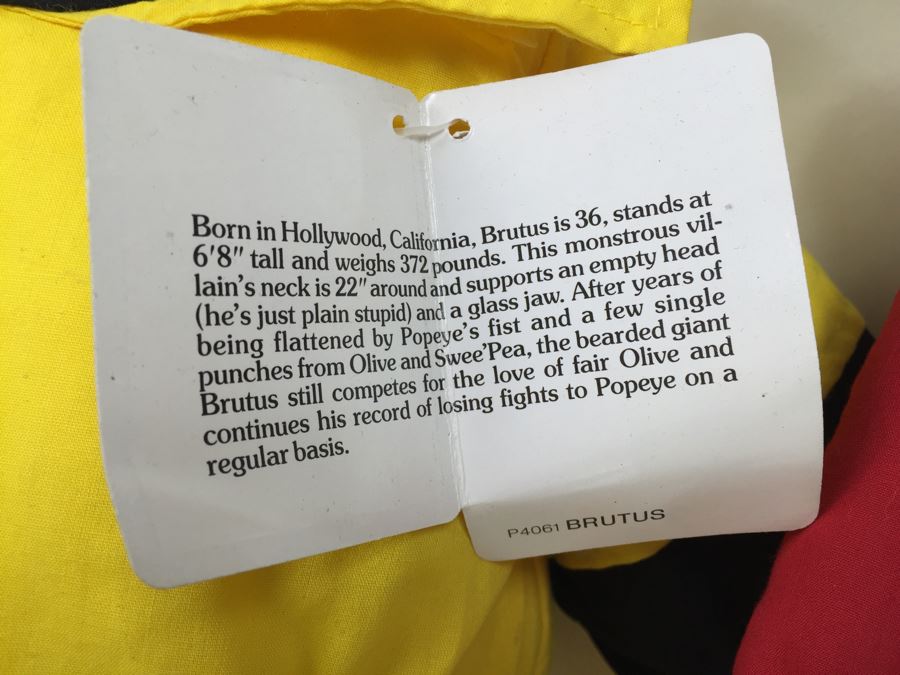 Born in Hollywood, California, Brutus is 36, stands at
6'8" tall and weighs 372 pounds. This monstrous vil-
lain's neck is 22" around and supports an empty head
(he's just plain stupid) and a glass jaw. After years of
being flattened by Popeye's fist and a few single
punches from Olive and Swee'Pea, the bearded giant
Brutus still competes for the love of fair Olive and
continues his record of losing fights to Popeye on a
regular basis.
P4061 BRUTUS